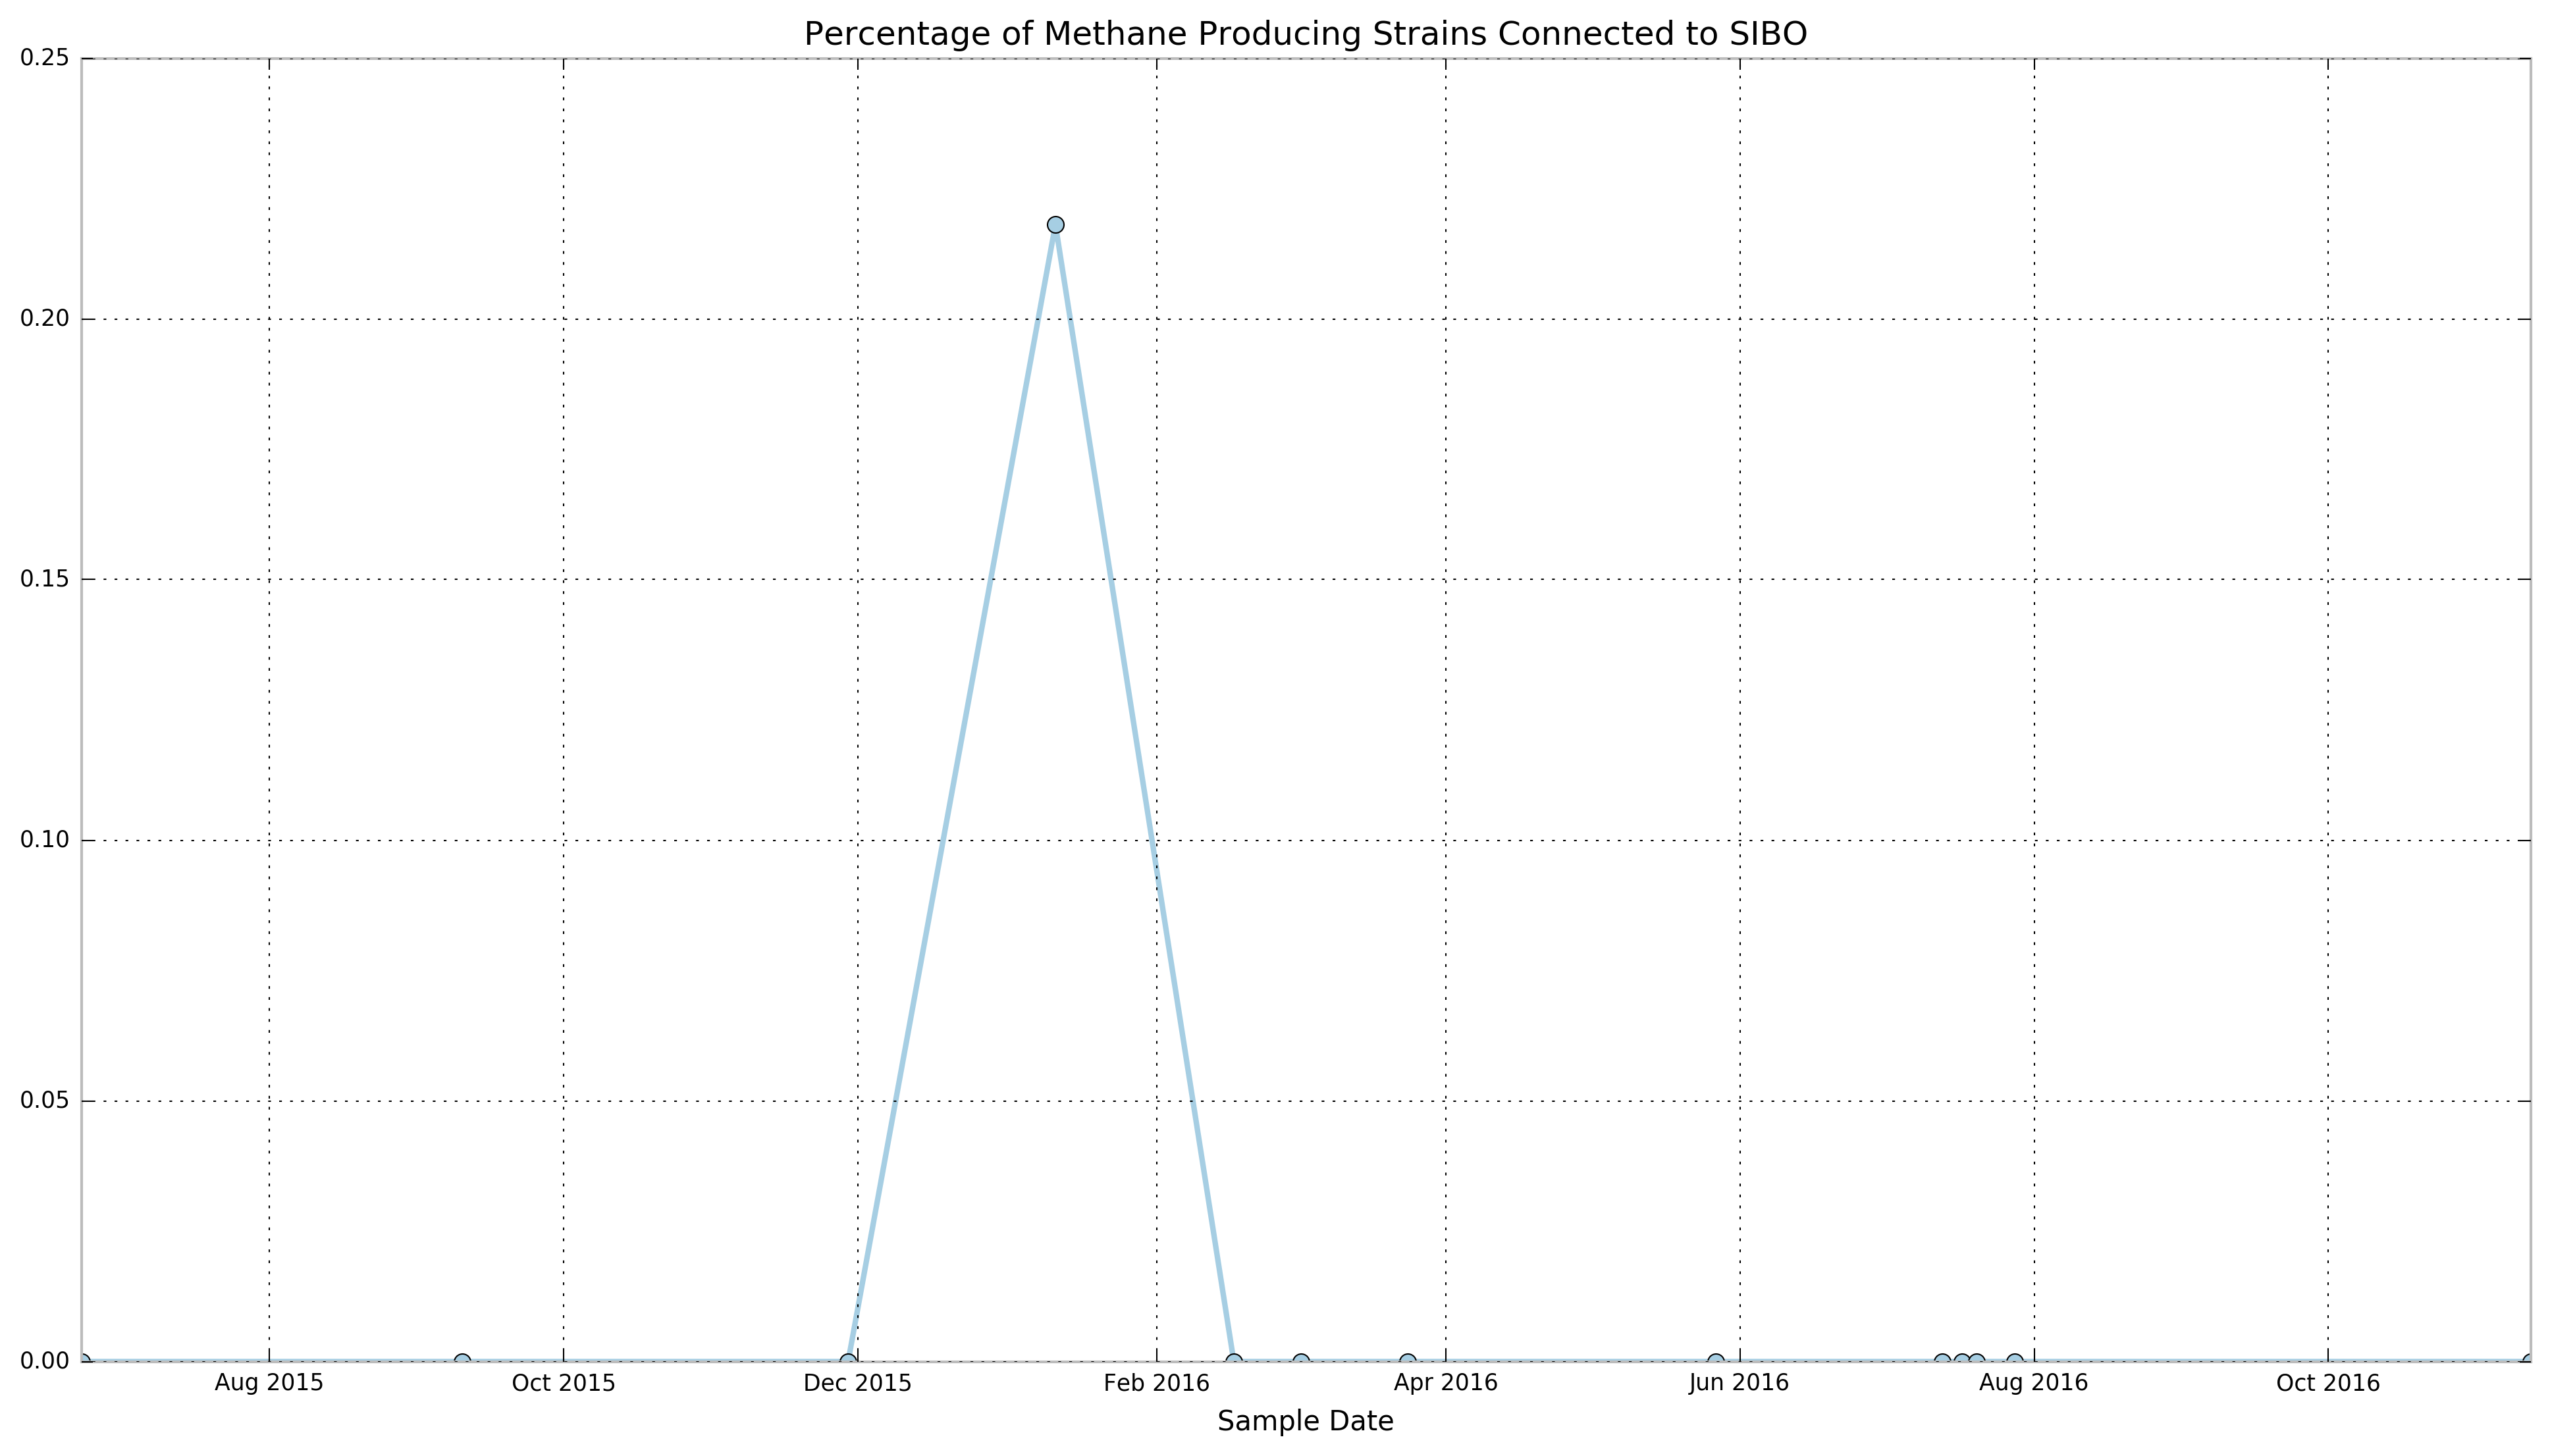 Percentage of Methane Producing Strains Connected to SIBO
0.25
0.20
0.15
0.10
0.05
0.00
Aug 2015 Oct 2015 Dec 2015 Feb 2016 Apr 2016 Jun 2016 Aug 2016 Oct 2016
Sample Date